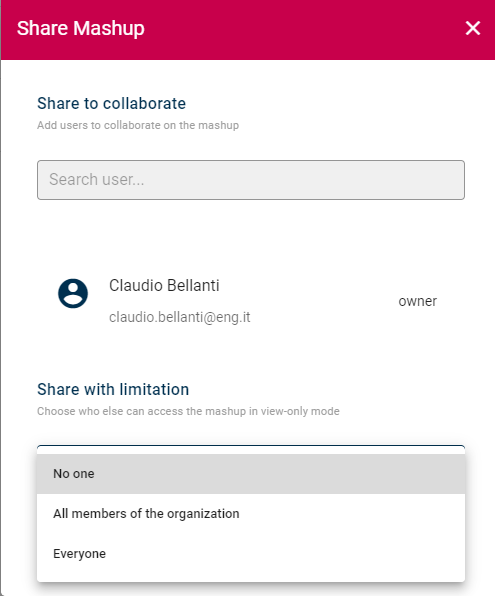 Share Mashup
Share to collaborate
Add users to collaborate on the mashup
Search user...
Claudio Bellanti
owner
claudio.bellanti@eng.it
Share with limitation
Choose who else can access the mashup in view-only mode
No one
All members of the organization
Everyone